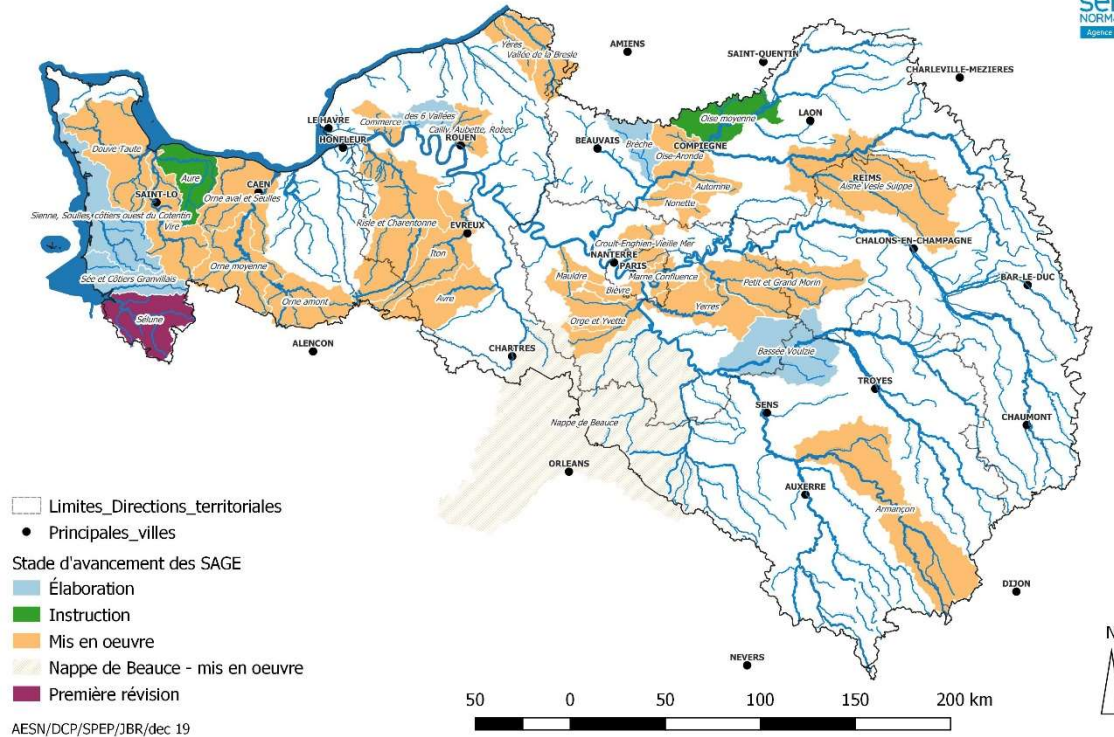 NORM
Agence
AMIENS
SAINT-QUENTIN
CHARLEVILLE-MEZIERES
Yères
Vallée de la Bresle
LE HAVRE
HONFLEUR
Commerce
des 6 Vallées
Cailly, Aubette, Robec
ROUEN
BEAUVAIS
Brèche
Oise-Aronde
COMPIEGNE
Oise moyenne
LAON
Douve Taute
Aure
SAINT-LO
CAEN
Orne aval et Seulles
Sienne, Soulles, côtiers ouest du Cotentin
Vire
Risle et Charentonne
EVREUX
Iton
Automne
Nonette
REIMS
Aisne Vesle Suippe
Croult-Enghien-Vieille Mer
NANTERRE
PARIS
Marne Confluence
CHALONS-EN-CHAMPAGNE
BAR-LE-DUC
Sée et Côtiers Granvillais
Orne moyenne
Orne amont
Avre
Mauldre
Bièvre
Petit et Grand Morin
Yerres
Orge et Yvette
Sélune
ALENCON
CHARTRES
Bassée Voulzie
TROYES
CHAUMONT
SENS
Nappe de Beauce
ORLEANS
AUXERRE
Armançon
DIJON
NEVERS
Limites_Directions_territoriales
Principales_villes
Stade d'avancement des SAGE
Élaboration
Instruction
Mis en oeuvre
Nappe de Beauce - mis en oeuvre
Première révision
AESN/DCP/SPEP/JBR/dec 19
50 0 50 100 150 200 km
N